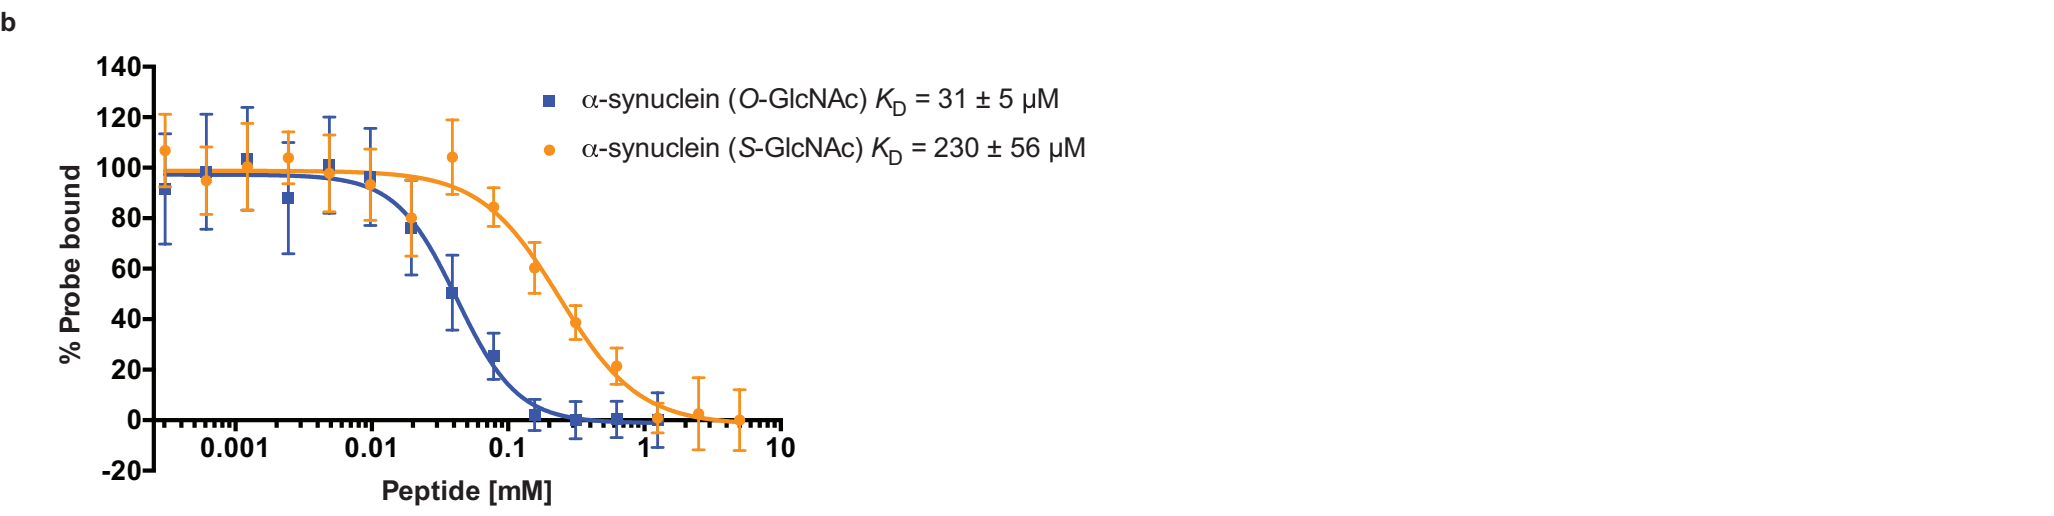 b
140
120
100
80
60
40
20
0
-20
% Probe bound
α-synuclein (O-GlcNAc) KD = 31 ± 5 µM
α-synuclein (S-GlcNAc) KD = 230 ± 56 µM
0.001 0.01 0.1 1 10
Peptide [mM]